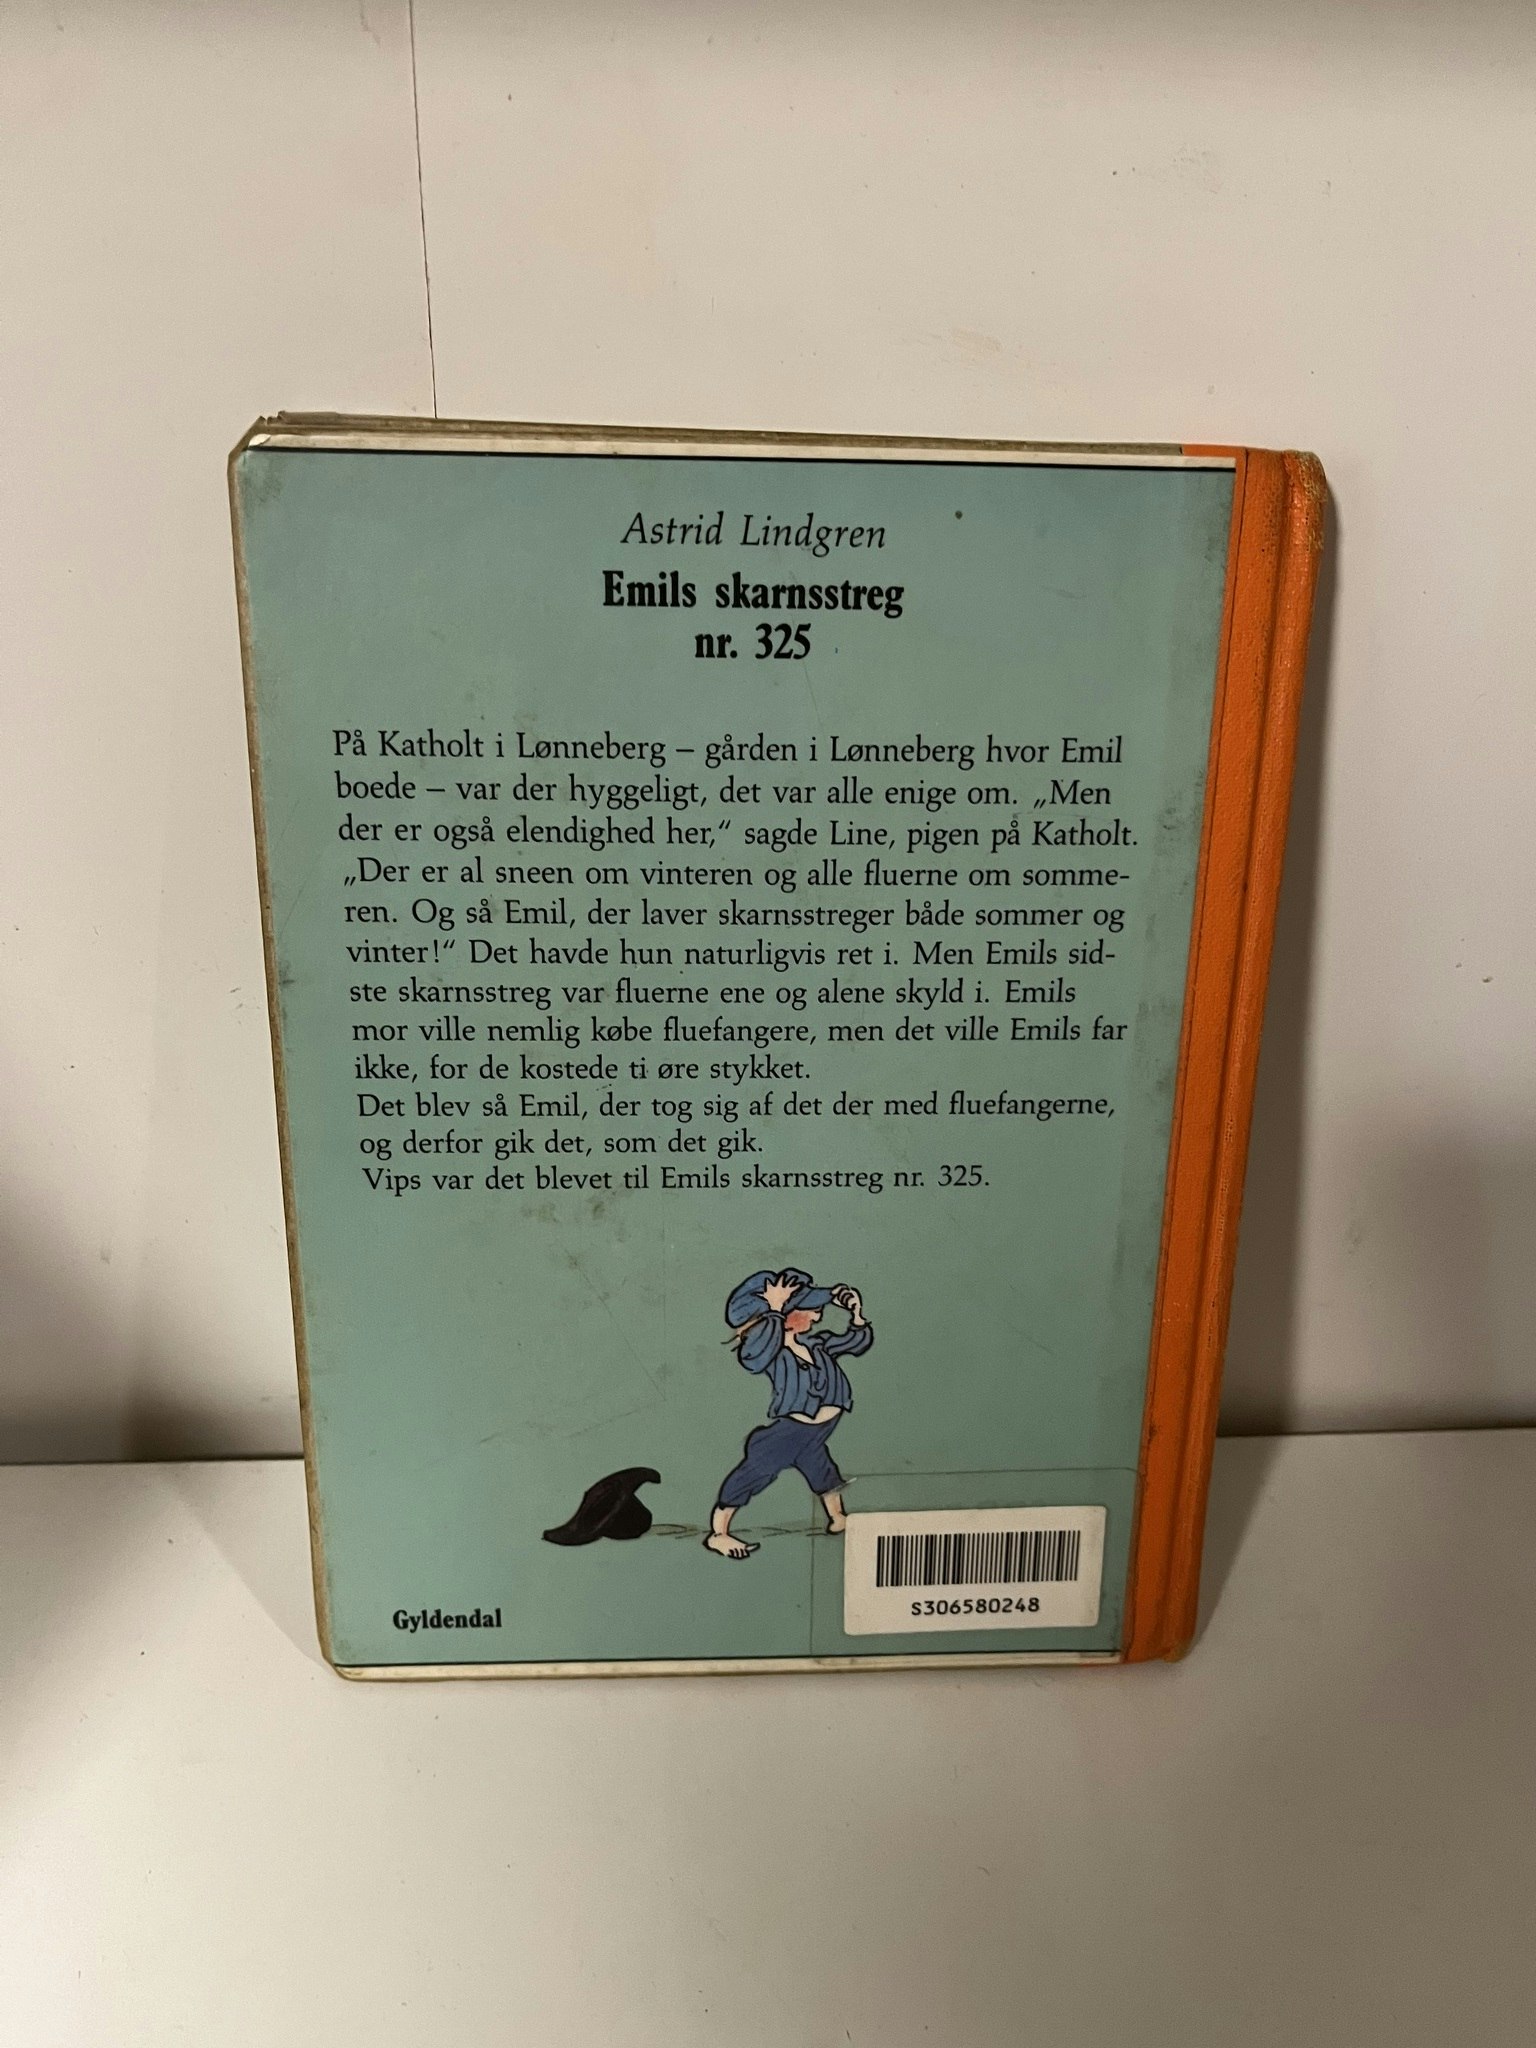 Astrid Lindgren
Emils skarnsstreg
nr. 325
På Katholt i Lønneberg – gården i Lønneberg hvor Emil
boede – var der hyggeligt, det var alle enige om. „Men
der er også elendighed her,“ sagde Line, pigen på Katholt.
„Der er al sneen om vinteren og alle fluerne om somme-
ren. Og så Emil, der laver skarnsstreger både sommer og
vinter!“ Det havde hun naturligvis ret i. Men Emils sid-
ste skarnsstreg var fluerne ene og alene skyld i. Emils
mor ville nemlig købe fluefangere, men det ville Emils far
ikke, for de kostede ti øre stykket.
Det blev så Emil, der tog sig af det der med fluefangerne,
og derfor gik det, som det gik.
Vips var det blevet til Emils skarnsstreg nr. 325.
Gyldendal
S306580248